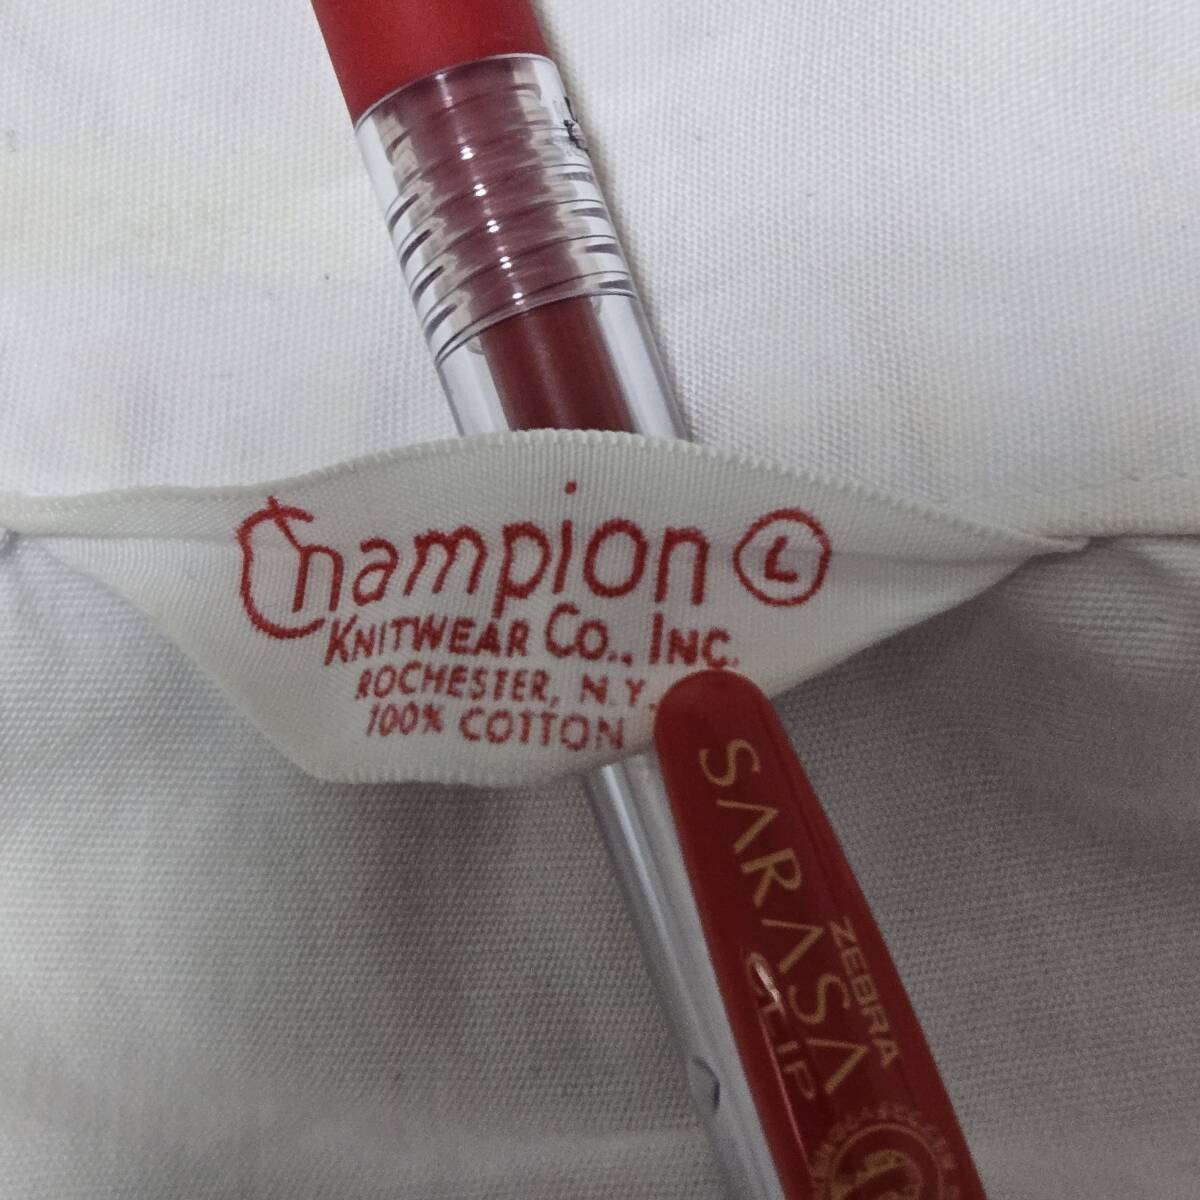 Champion L
KNITWEAR CO., INC.
ROCHESTER, N.Y.
100% COTTON
SARASA
CLIP
ZEBRA